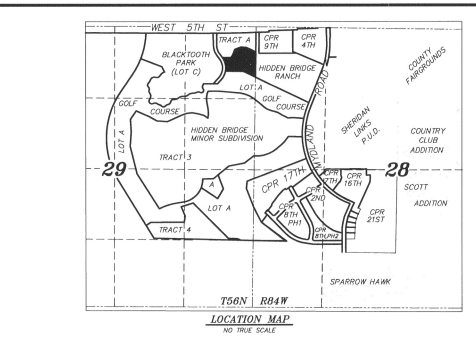 WEST 5TH ST
TRACT A
CPR
9TH
CPR
4TH
BLACKTOOTH
PARK
(LOT C)
COUNTY
FAIRGROUNDS
HIDDEN BRIDGE
RANCH
LOT A
GOLF
COURSE
GOLF
COURSE
ROAD
MYDLAND
SHERIDAN
LINKS
P.U.D.
HIDDEN BRIDGE
MINOR SUBDIVISION
COUNTRY
CLUB
ADDITION
LOT A
29
TRACT 3
28
CPR 17TH
CPR
7TH
CPR
16TH
SCOTT
ADDITION
A
LOT A
CPR
2ND
CPR
8TH
PH1
CPR
21ST
CPR
8TH, PH2
TRACT 4
SPARROW HAWK
T56N R84W
LOCATION MAP
NO TRUE SCALE